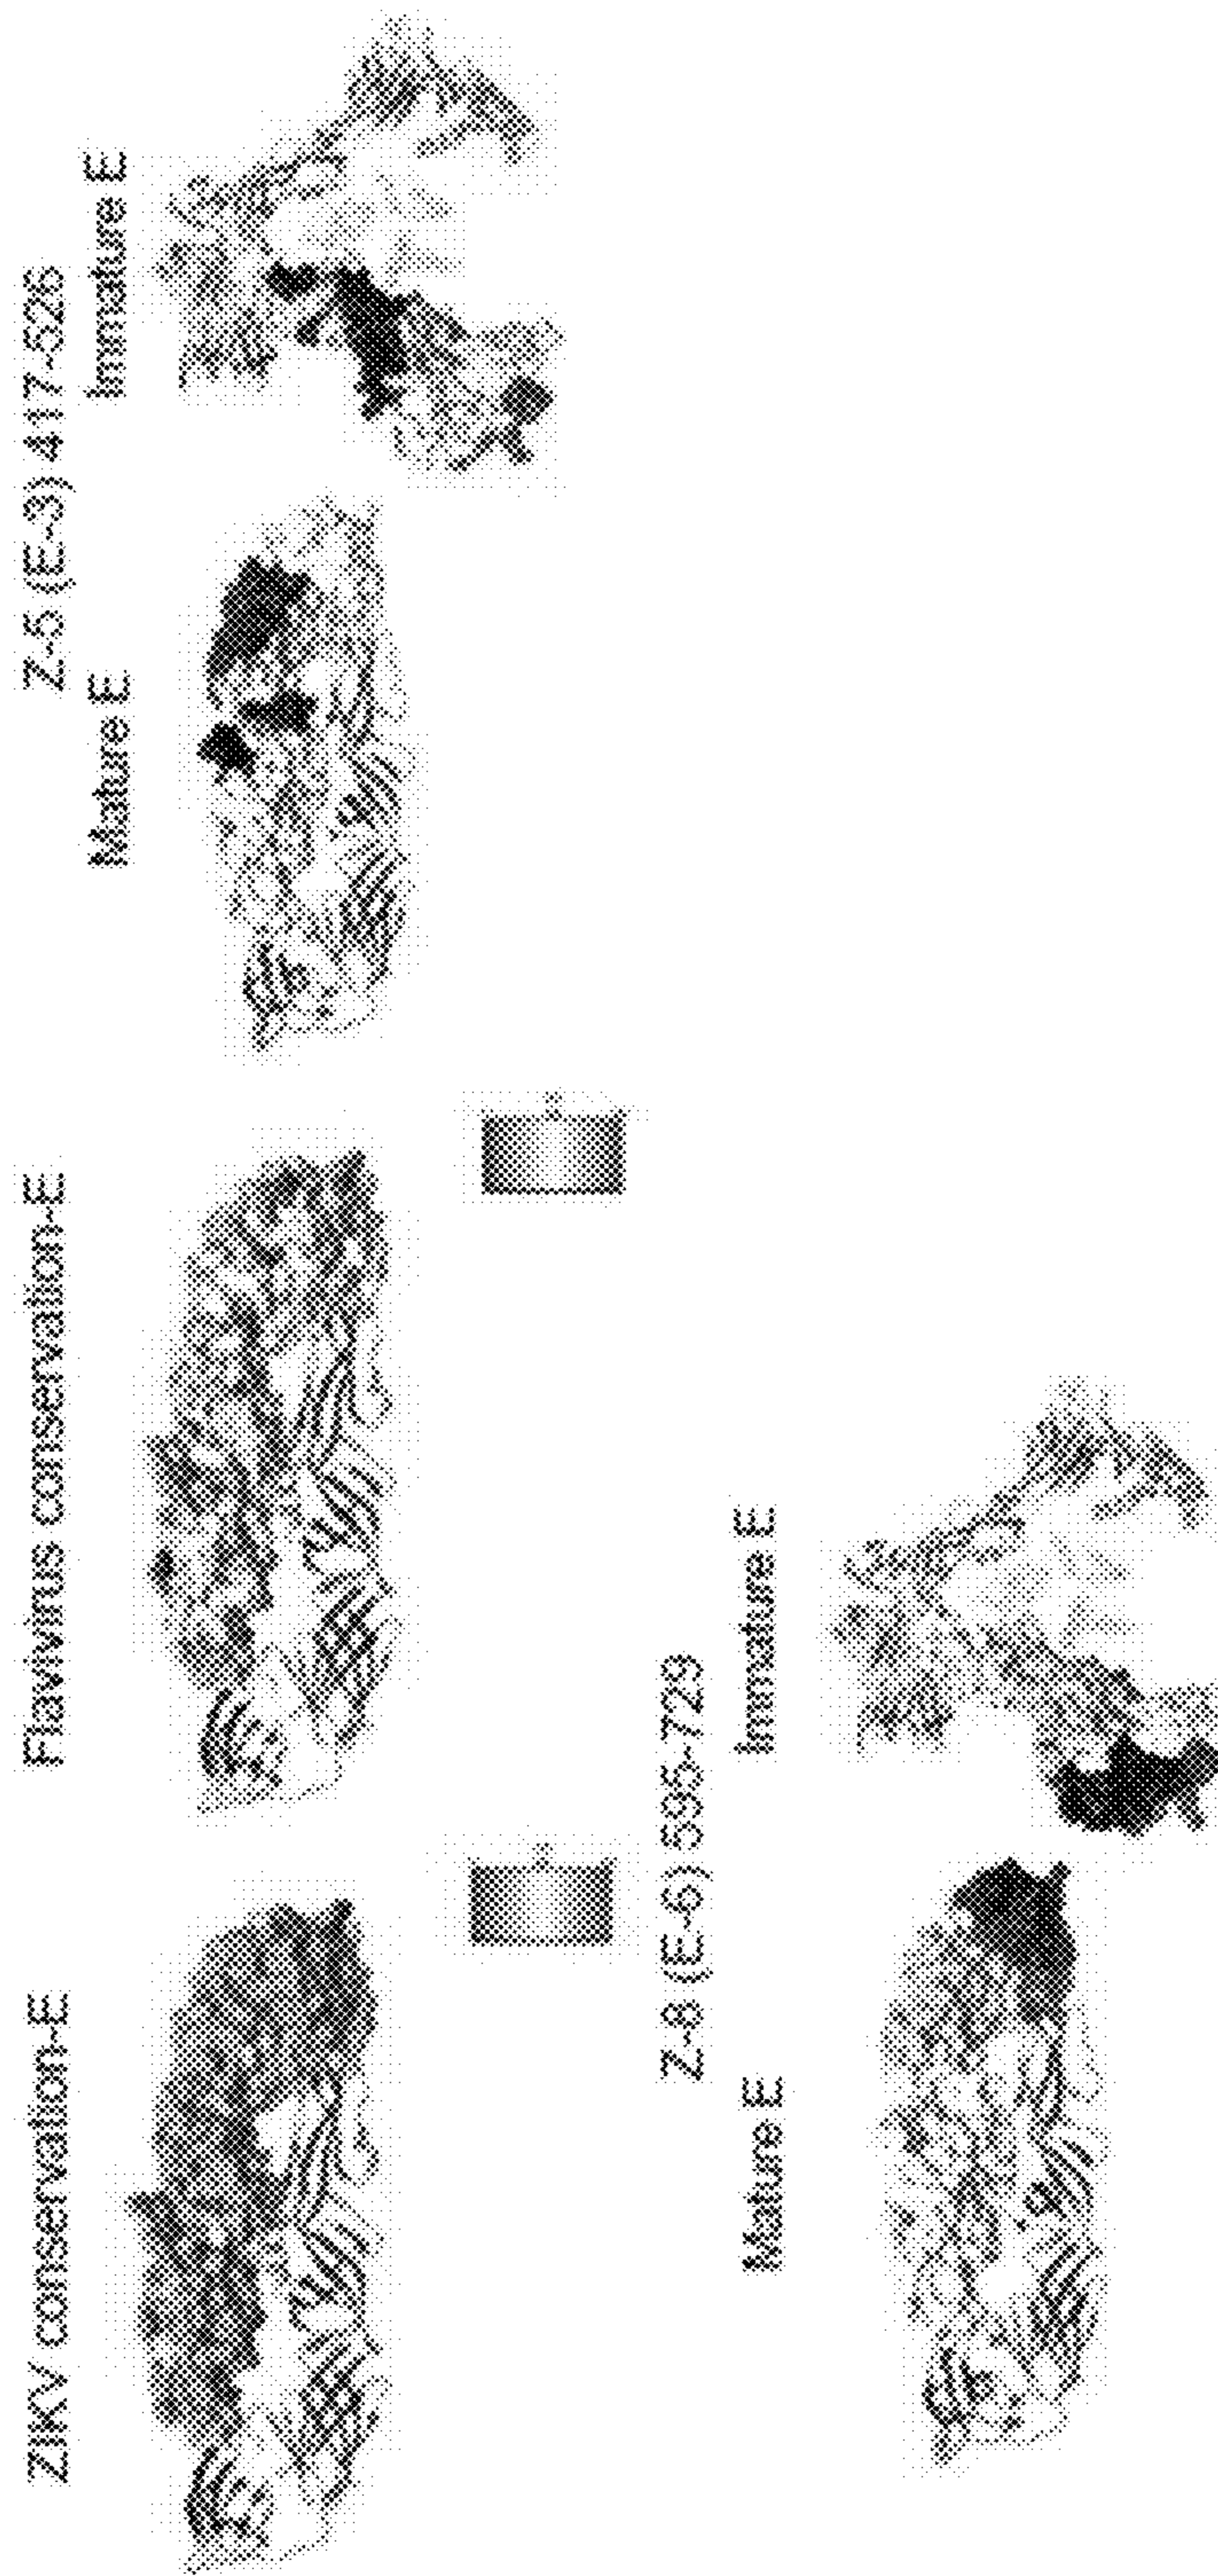 ZIKV conservation-E
Flavivirus conservation-E
Z-5 (E-3) 417-526
Mature E
Immature E
Z-8 (E-6) 595-729
Mature E
Immature E